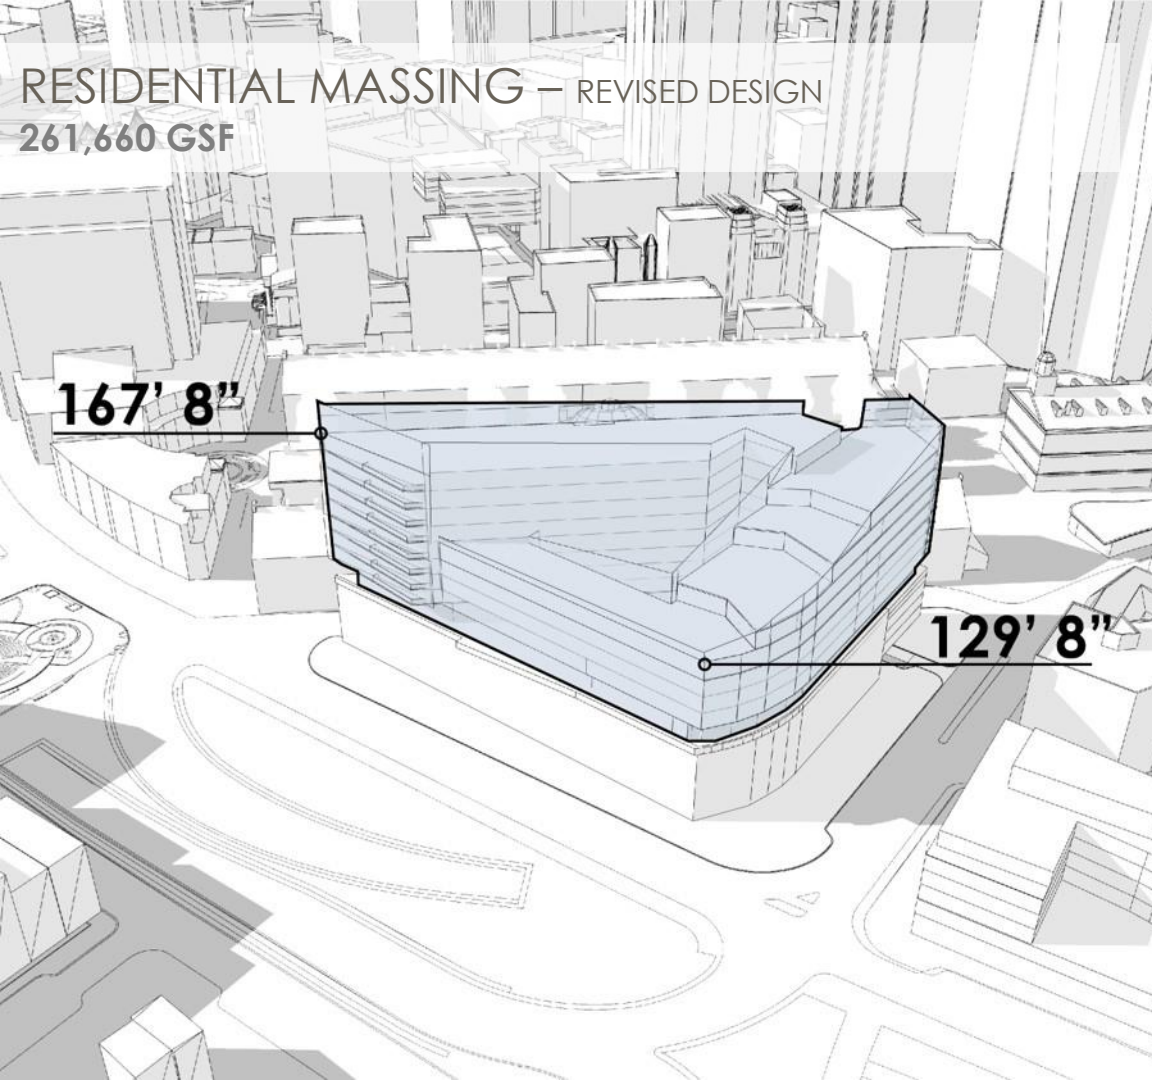 RESIDENTIAL MASSING – REVISED DESIGN
261,660 GSF
167’ 8”
129’ 8”